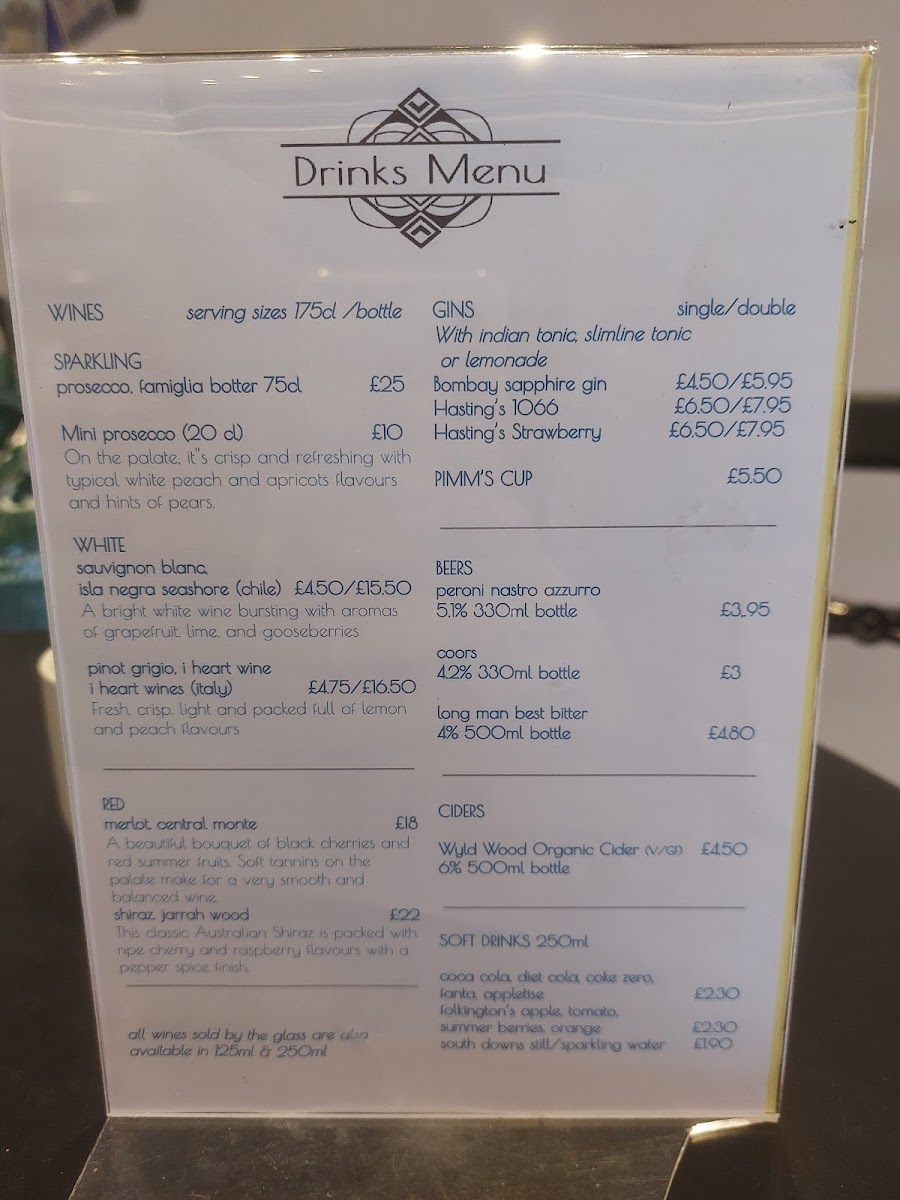 Drinks Menu
WINES serving sizes 175cl /bottle
SPARKLING
prosecco, famiglia botter 75cl £25
Mini prosecco (20 cl) £10
On the palate, it"s crisp and refreshing with
typical white peach and apricots flavours
and hints of pears.
WHITE
sauvignon blanc,
isla negra seashore (chile) £4.50/£15.50
A bright white wine bursting with aromas
of grapefruit, lime, and gooseberries
pinot grigio, i heart wine
i heart wines (italy) £4.75/£16.50
Fresh, crisp, light and packed full of lemon
and peach flavours
RED
merlot, central monte £18
A beautiful bouquet of black cherries and
red summer fruits. Soft tannins on the
palate make for a very smooth and
balanced wine.
shiraz, jarrah wood £22
This classic Australian Shiraz is packed with
ripe cherry and raspberry flavours with a
pepper spice finish.
all wines sold by the glass are also
available in 125ml & 250ml
GINS single/double
With indian tonic, slimline tonic
or lemonade
Bombay sapphire gin £4.50/£5.95
Hasting's 1066 £6.50/£7.95
Hasting's Strawberry £6.50/£7.95
PIMM'S CUP £5.50
BEERS
peroni nastro azzurro
5.1% 330ml bottle £3.95
coors
4.2% 330ml bottle £3
long man best bitter
4% 500ml bottle £4.80
CIDERS
Wyld Wood Organic Cider (V/GF) £4.50
6% 500ml bottle
SOFT DRINKS 250ml
coca cola, diet cola, coke zero,
fanta, appletise £2.30
folkington's apple, tomato,
summer berries, orange £2.30
south downs still/sparkling water £1.90